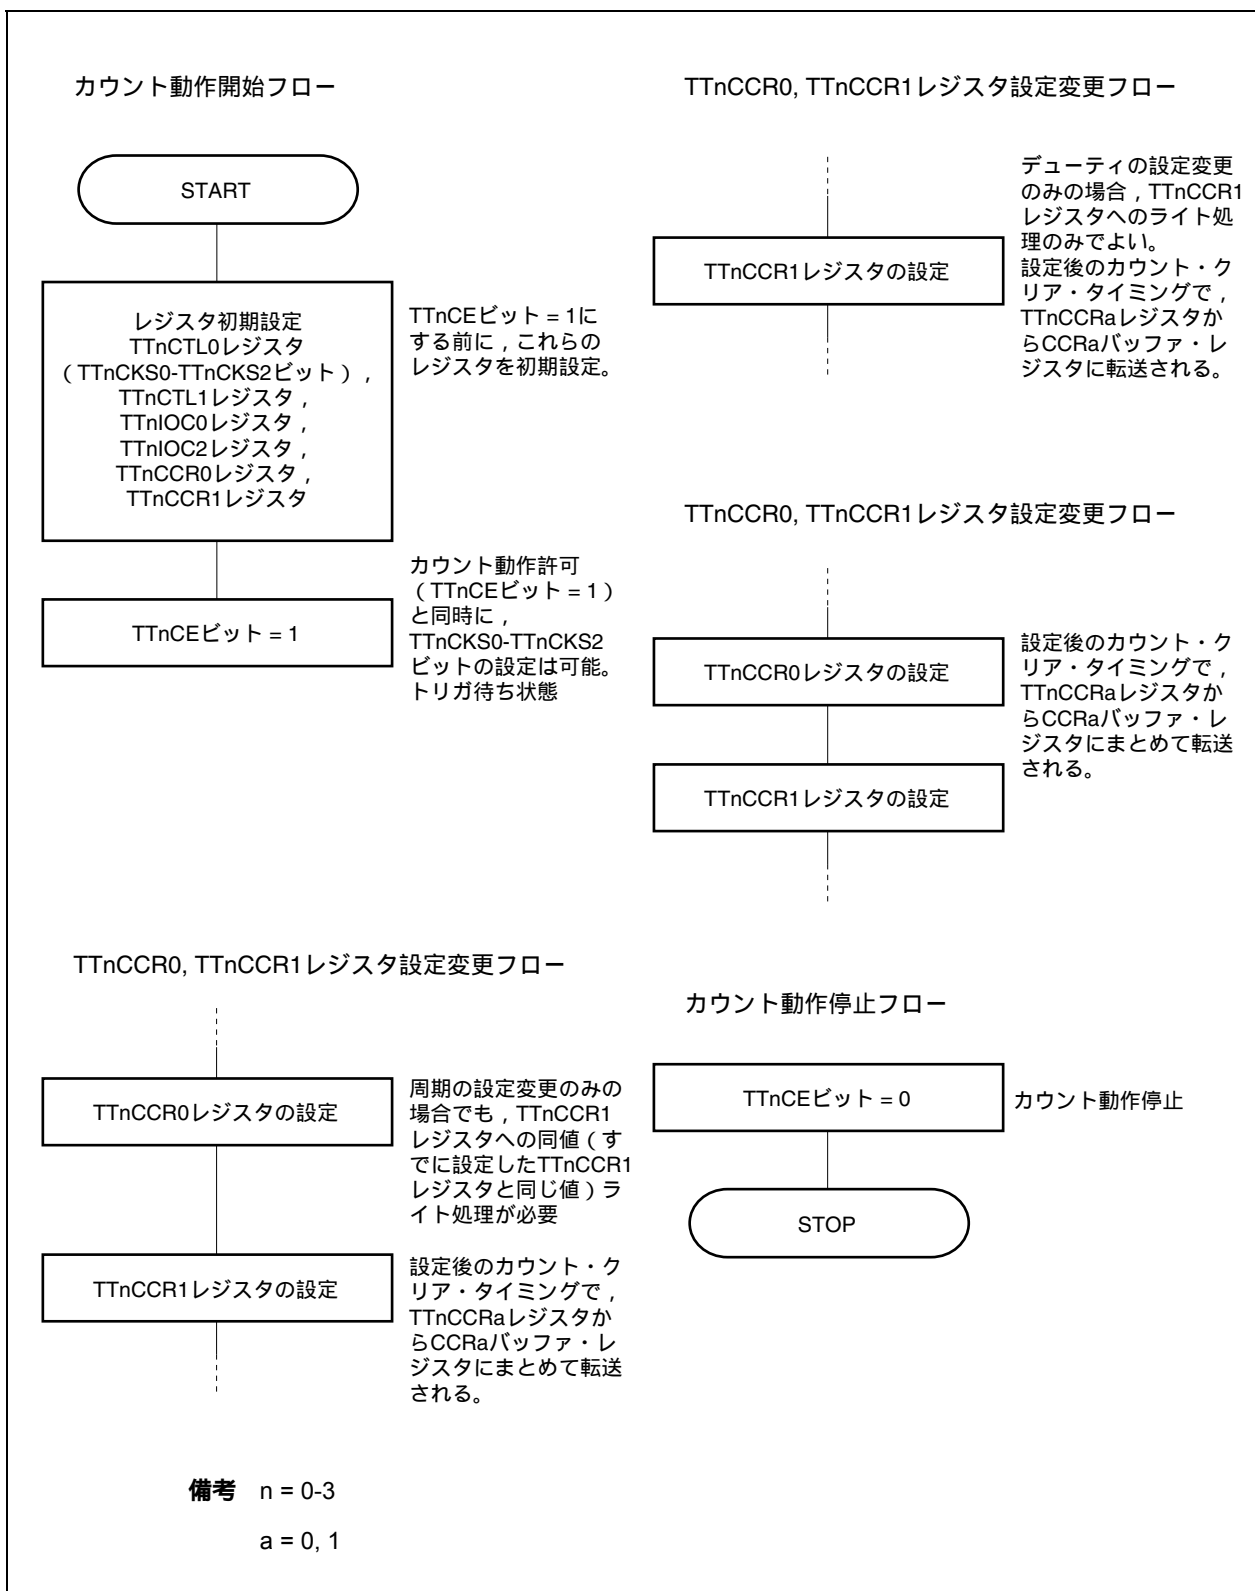 カウント動作開始フロー
START
レジスタ初期設定
TTnCTL0レジスタ
（TTnCKS0-TTnCKS2ビット），
TTnCTL1レジスタ，
TTnIOC0レジスタ，
TTnIOC2レジスタ，
TTnCCR0レジスタ，
TTnCCR1レジスタ
TTnCEビット = 1に
する前に，これらの
レジスタを初期設定。
TTnCEビット = 1
カウント動作許可
（TTnCEビット = 1）
と同時に，
TTnCKS0-TTnCKS2
ビットの設定は可能。
トリガ待ち状態
TTnCCR0, TTnCCR1レジスタ設定変更フロー
TTnCCR0レジスタの設定
周期の設定変更のみの
場合でも，TTnCCR1
レジスタへの同値（す
でに設定したTTnCCR1
レジスタと同じ値）ラ
イト処理が必要
TTnCCR1レジスタの設定
設定後のカウント・ク
リア・タイミングで，
TTnCCRaレジスタか
らCCRaバッファ・レ
ジスタにまとめて転送
される。
TTnCCR0, TTnCCR1レジスタ設定変更フロー
TTnCCR1レジスタの設定
デューティの設定変更
のみの場合，TTnCCR1
レジスタへのライト処
理のみでよい。
設定後のカウント・ク
リア・タイミングで，
TTnCCRaレジスタか
らCCRaバッファ・レ
ジスタに転送される。
TTnCCR0, TTnCCR1レジスタ設定変更フロー
TTnCCR0レジスタの設定
設定後のカウント・ク
リア・タイミングで，
TTnCCRaレジスタか
らCCRaバッファ・レ
ジスタにまとめて転送
される。
TTnCCR1レジスタの設定
カウント動作停止フロー
TTnCEビット = 0
カウント動作停止
STOP
備考 n = 0-3
a = 0, 1